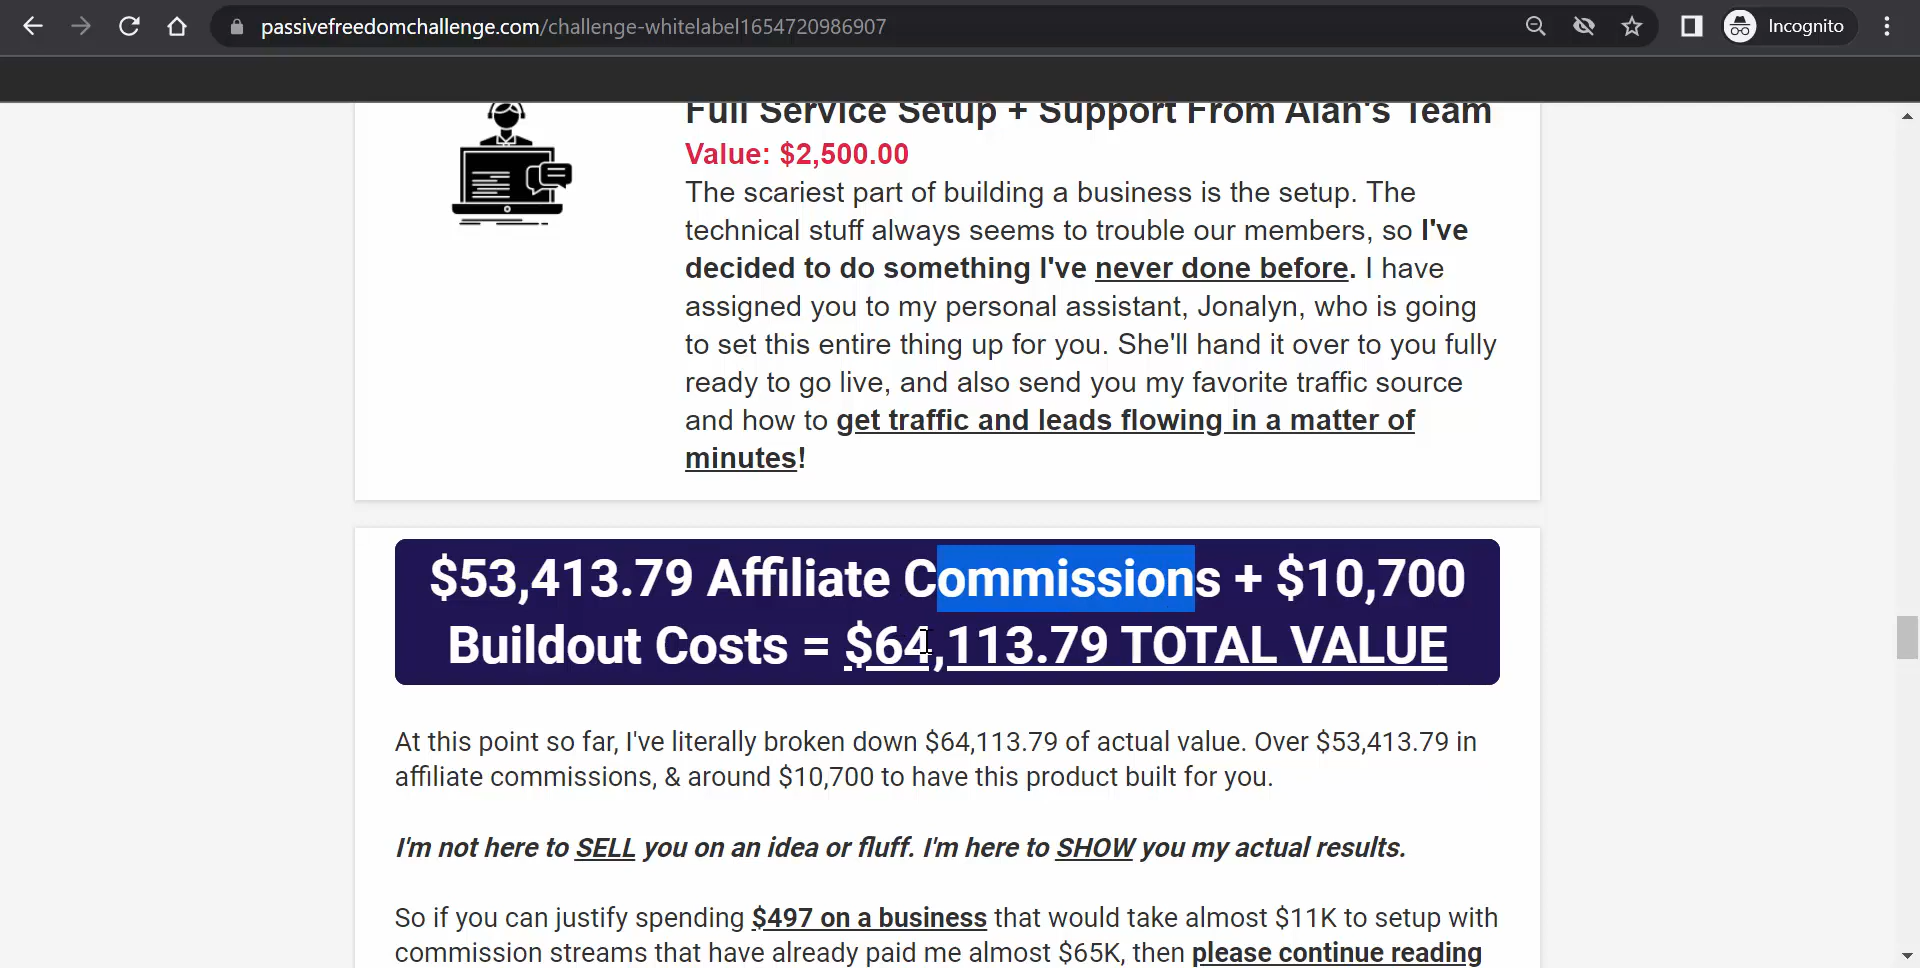 passivefreedomchallenge.com/challenge-whitelabel1654720986907
Incognito
Full Service Setup + Support From Alan's Team
Value: $2,500.00
The scariest part of building a business is the setup. The
technical stuff always seems to trouble our members, so I've
decided to do something I've never done before. I have
assigned you to my personal assistant, Jonalyn, who is going
to set this entire thing up for you. She'll hand it over to you fully
ready to go live, and also send you my favorite traffic source
and how to get traffic and leads flowing in a matter of
minutes!
$53,413.79 Affiliate Commissions + $10,700
Buildout Costs = $64,113.79 TOTAL VALUE
At this point so far, I've literally broken down $64,113.79 of actual value. Over $53,413.79 in
affiliate commissions, & around $10,700 to have this product built for you.
I'm not here to SELL you on an idea or fluff. I'm here to SHOW you my actual results.
So if you can justify spending $497 on a business that would take almost $11K to setup with
commission streams that have already paid me almost $65K, then please continue reading